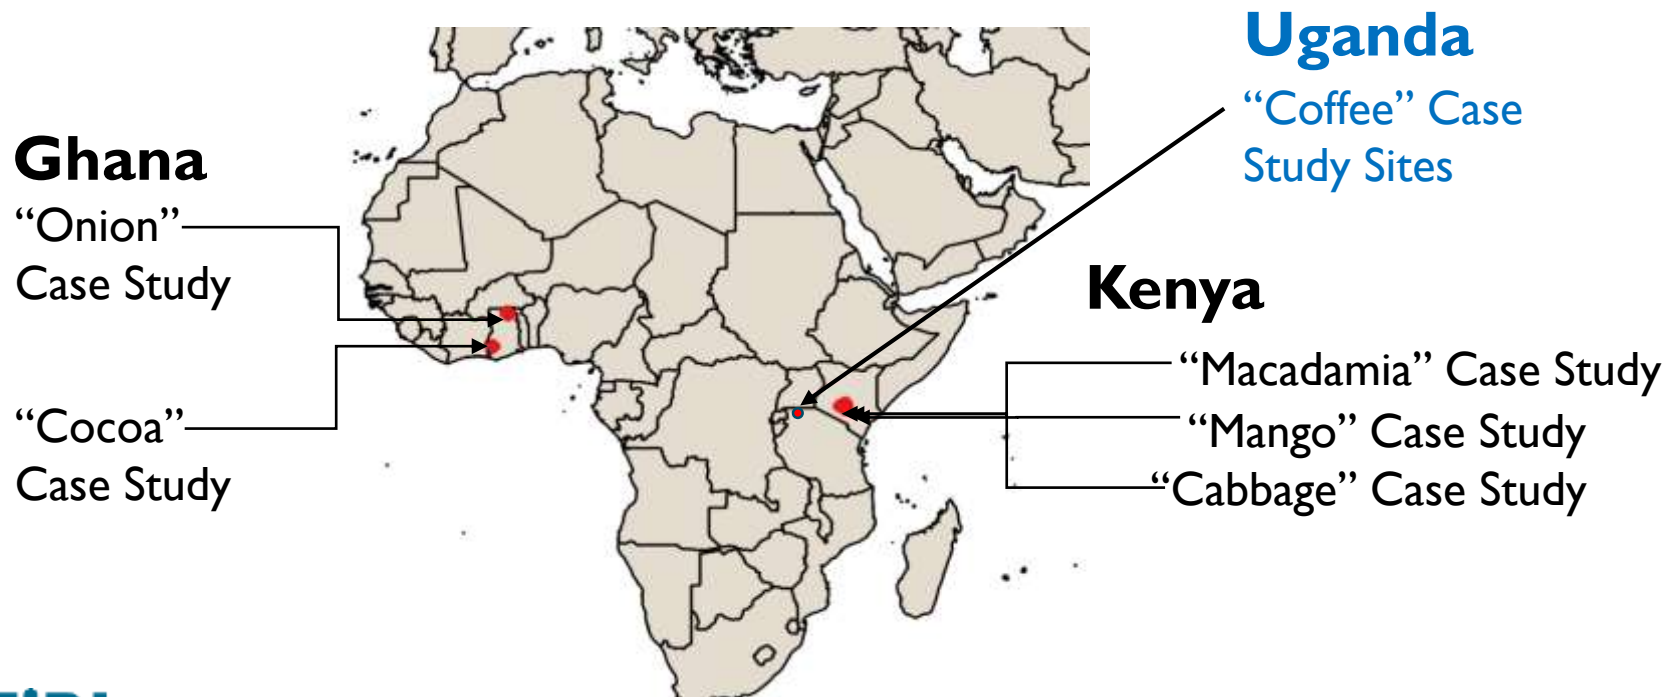 Uganda
“Coffee” Case
Study Sites
Ghana
“Onion”
Case Study
“Cocoa”
Case Study
Kenya
“Macadamia” Case Study
“Mango” Case Study
“Cabbage” Case Study